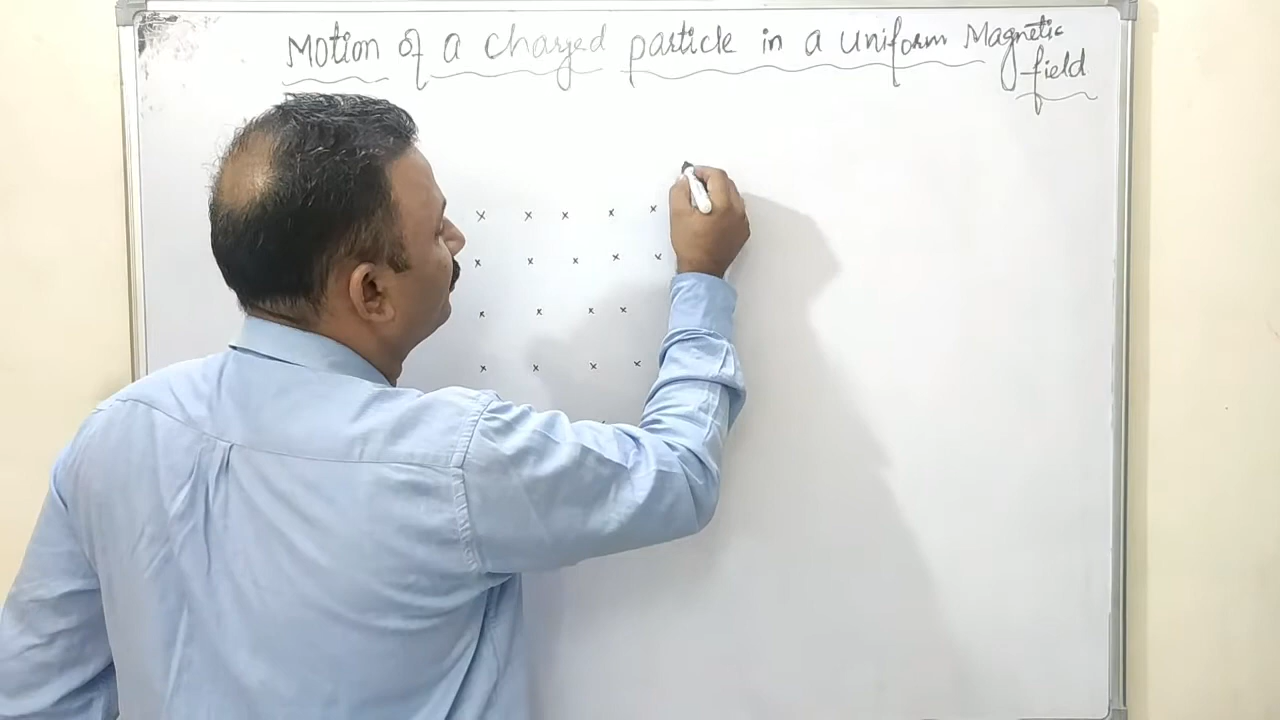 Motion of a charged particle in a uniform Magnetic
field
x x x x x
x x x x x
x x x x
x x x x